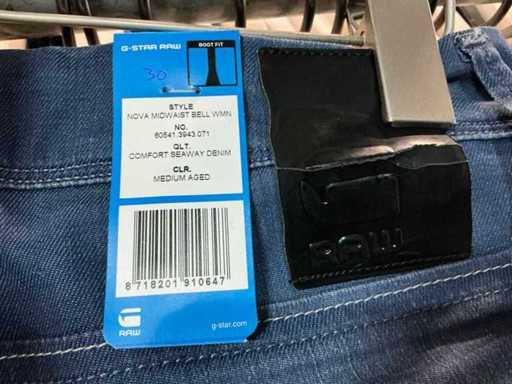 G-STAR RAW
BOOT FIT
30
STYLE
NOVA MIDWAIST BELL WMN
NO.
60541.3943.071
QLT.
COMFORT SEAWAY DENIM
CLR.
MEDIUM AGED
8 718201 910647
RAW
g-star.com
RAW